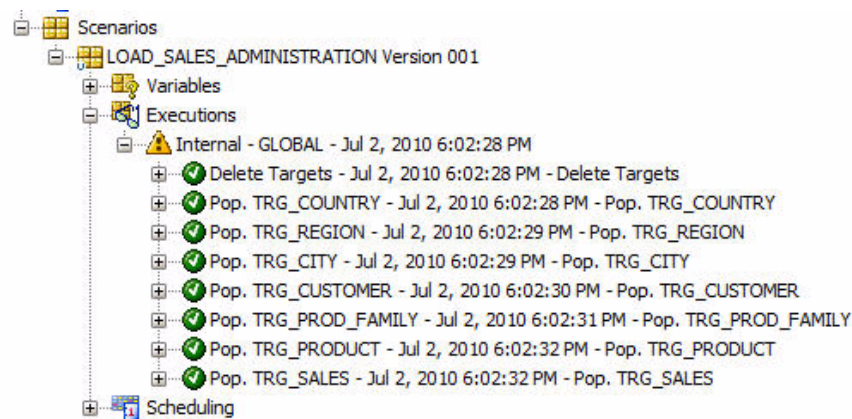 Scenarios
LOAD_SALES_ADMINISTRATION Version 001
Variables
Executions
Internal - GLOBAL - Jul 2, 2010 6:02:28 PM
Delete Targets - Jul 2, 2010 6:02:28 PM - Delete Targets
Pop. TRG_COUNTRY - Jul 2, 2010 6:02:28 PM - Pop. TRG_COUNTRY
Pop. TRG_REGION - Jul 2, 2010 6:02:29 PM - Pop. TRG_REGION
Pop. TRG_CITY - Jul 2, 2010 6:02:29 PM - Pop. TRG_CITY
Pop. TRG_CUSTOMER - Jul 2, 2010 6:02:30 PM - Pop. TRG_CUSTOMER
Pop. TRG_PROD_FAMILY - Jul 2, 2010 6:02:31 PM - Pop. TRG_PROD_FAMILY
Pop. TRG_PRODUCT - Jul 2, 2010 6:02:32 PM - Pop. TRG_PRODUCT
Pop. TRG_SALES - Jul 2, 2010 6:02:32 PM - Pop. TRG_SALES
Scheduling